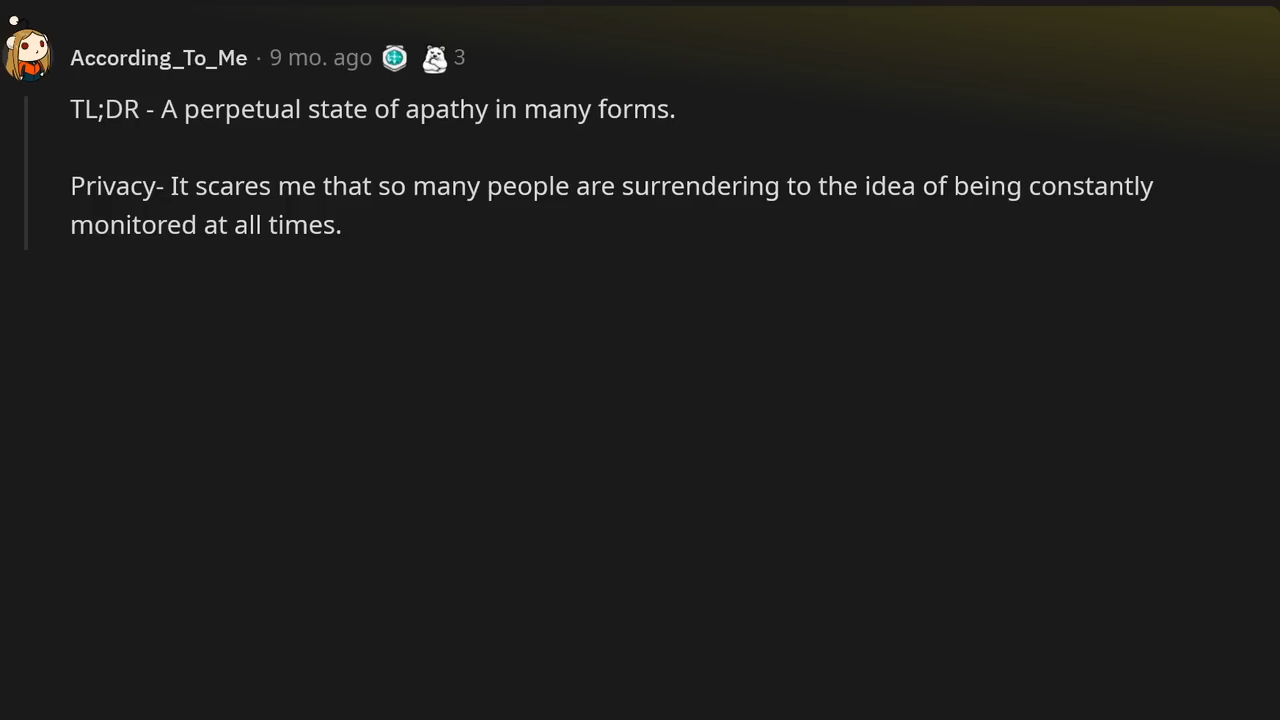 According_To_Me · 9 mo. ago 3
TL;DR - A perpetual state of apathy in many forms.
Privacy- It scares me that so many people are surrendering to the idea of being constantly
monitored at all times.